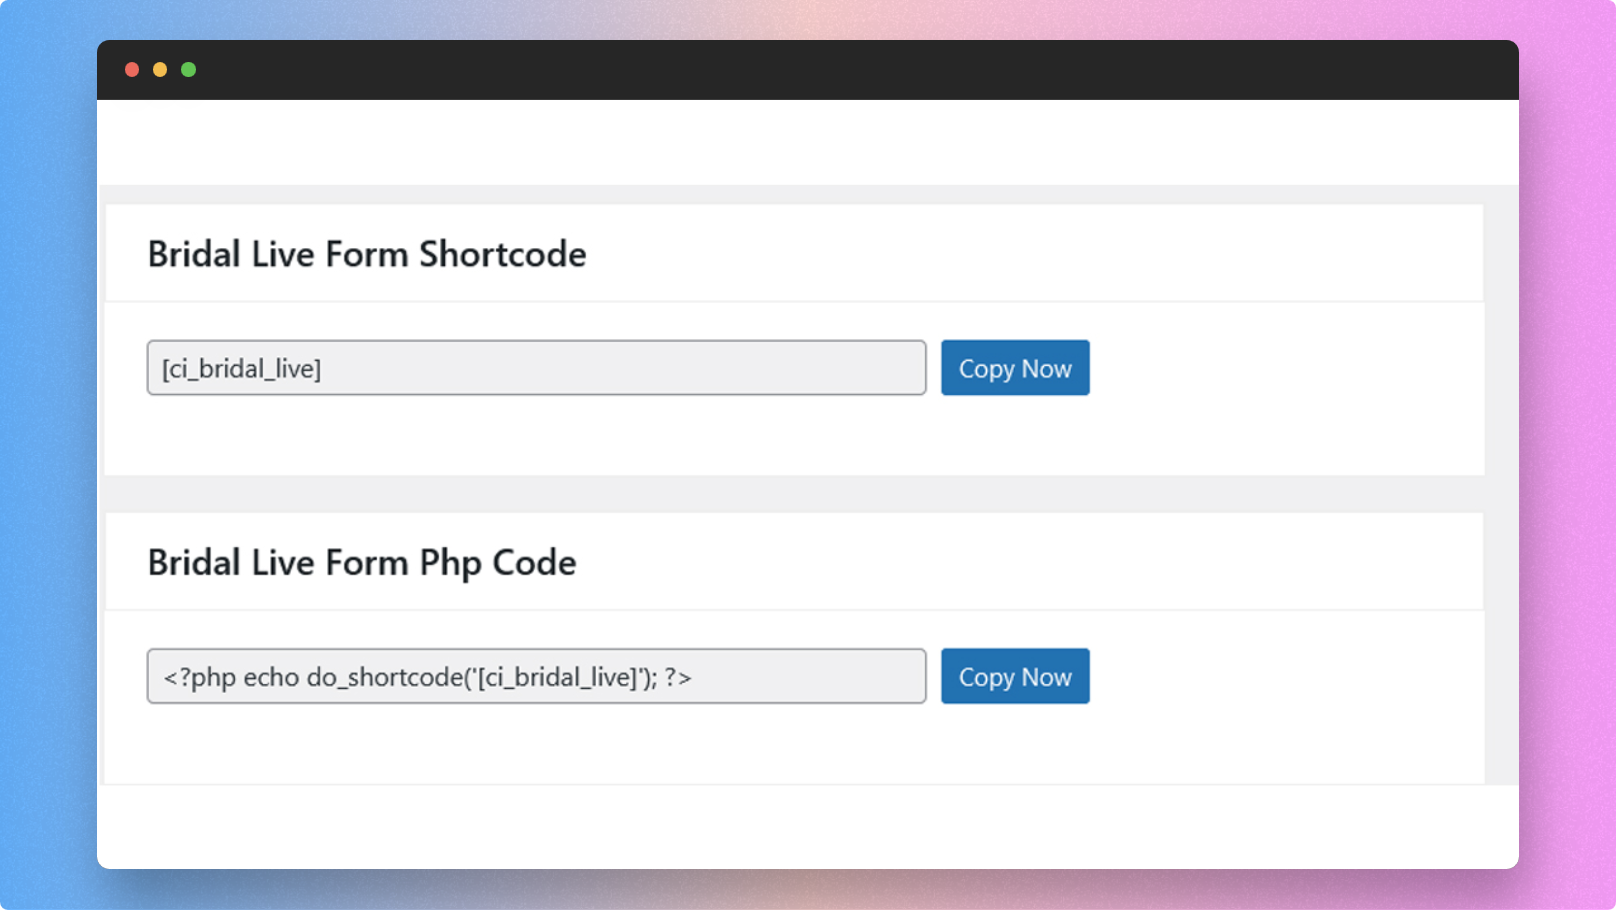 Bridal Live Form Shortcode
[ci_bridal_live]
Copy Now
Bridal Live Form Php Code
<?php echo do_shortcode('[ci_bridal_live]'); ?>
Copy Now